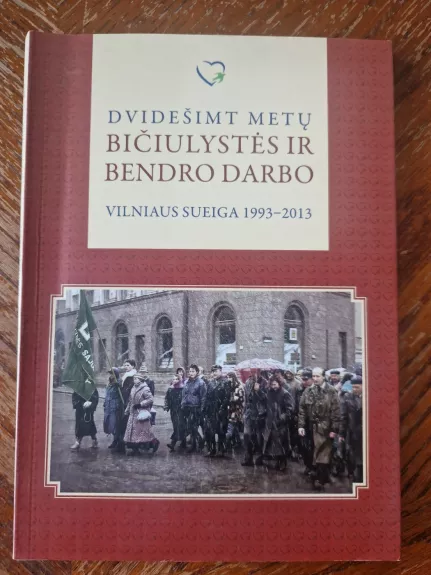 DVIDEŠIMT METŲ
BIČIULYSTĖS IR
BENDRO DARBO
VILNIAUS SUEIGA 1993–2013